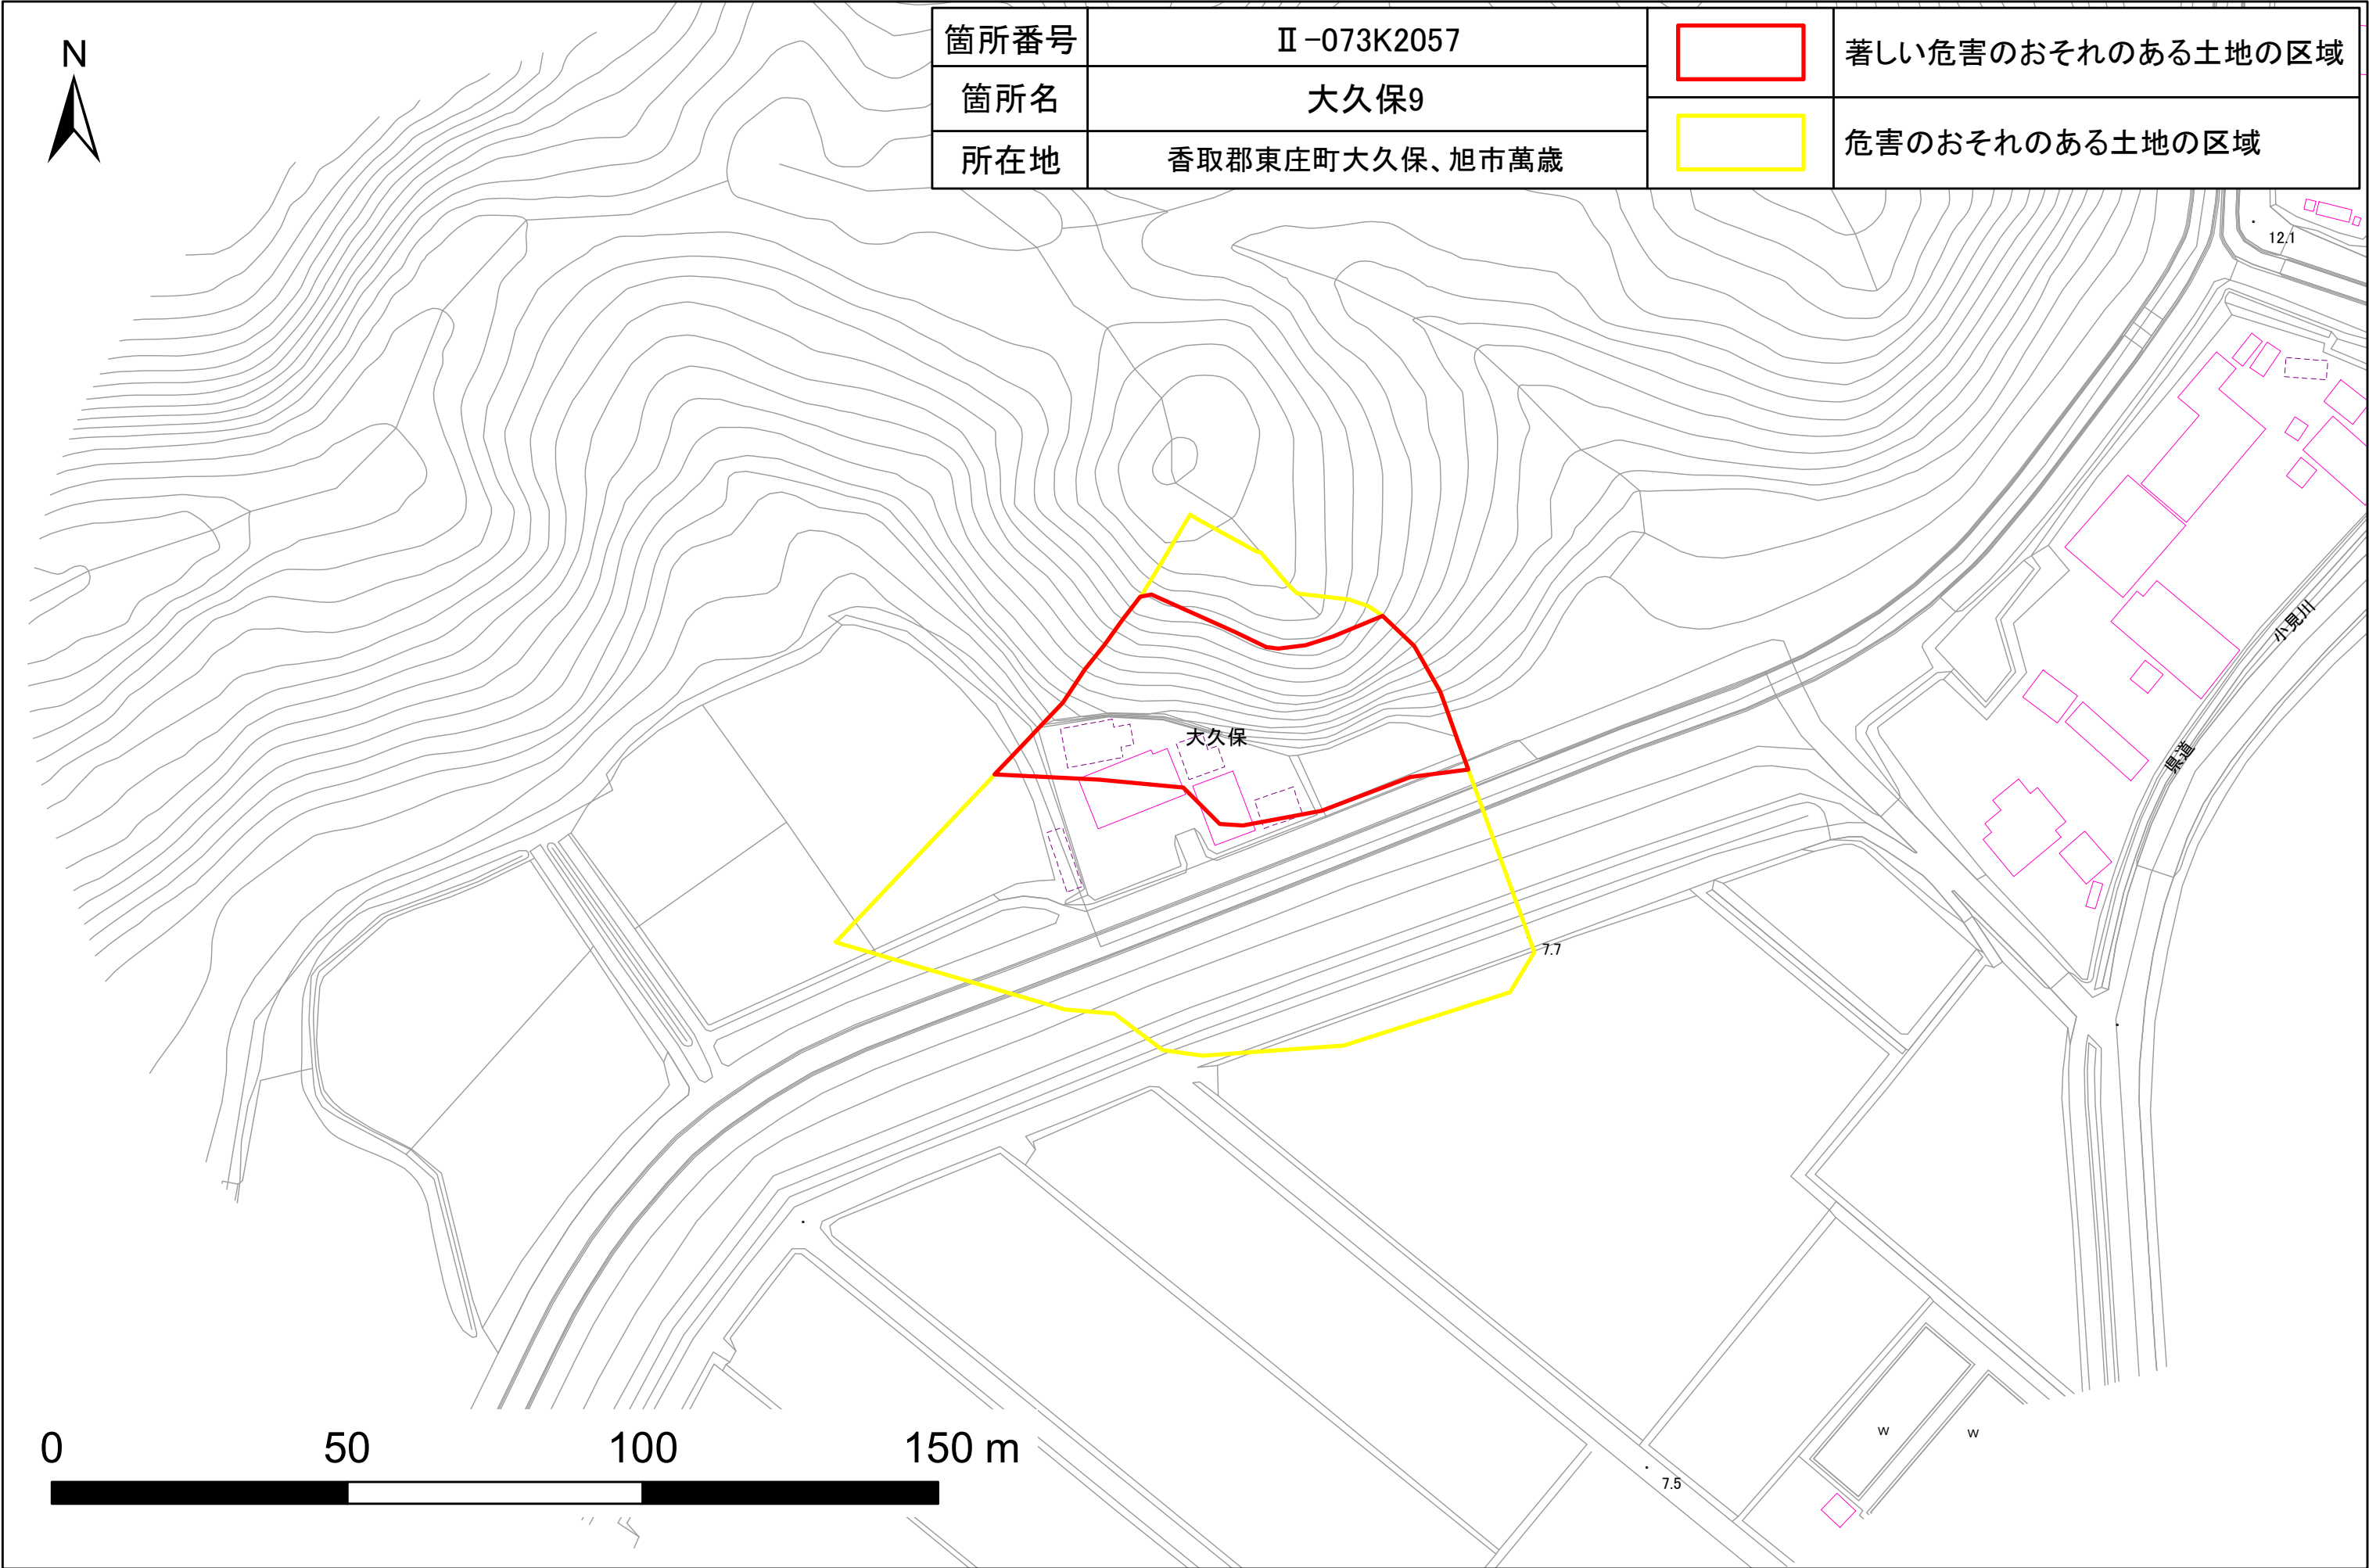 N
箇所番号 Ⅱ-073K2057
箇所名 大久保9
所在地 香取郡東庄町大久保、旭市萬歳
著しい危害のおそれのある土地の区域
危害のおそれのある土地の区域
12.1
小見川
県道
大久保
7.7
7.5
W
W
0 50 100 150 m